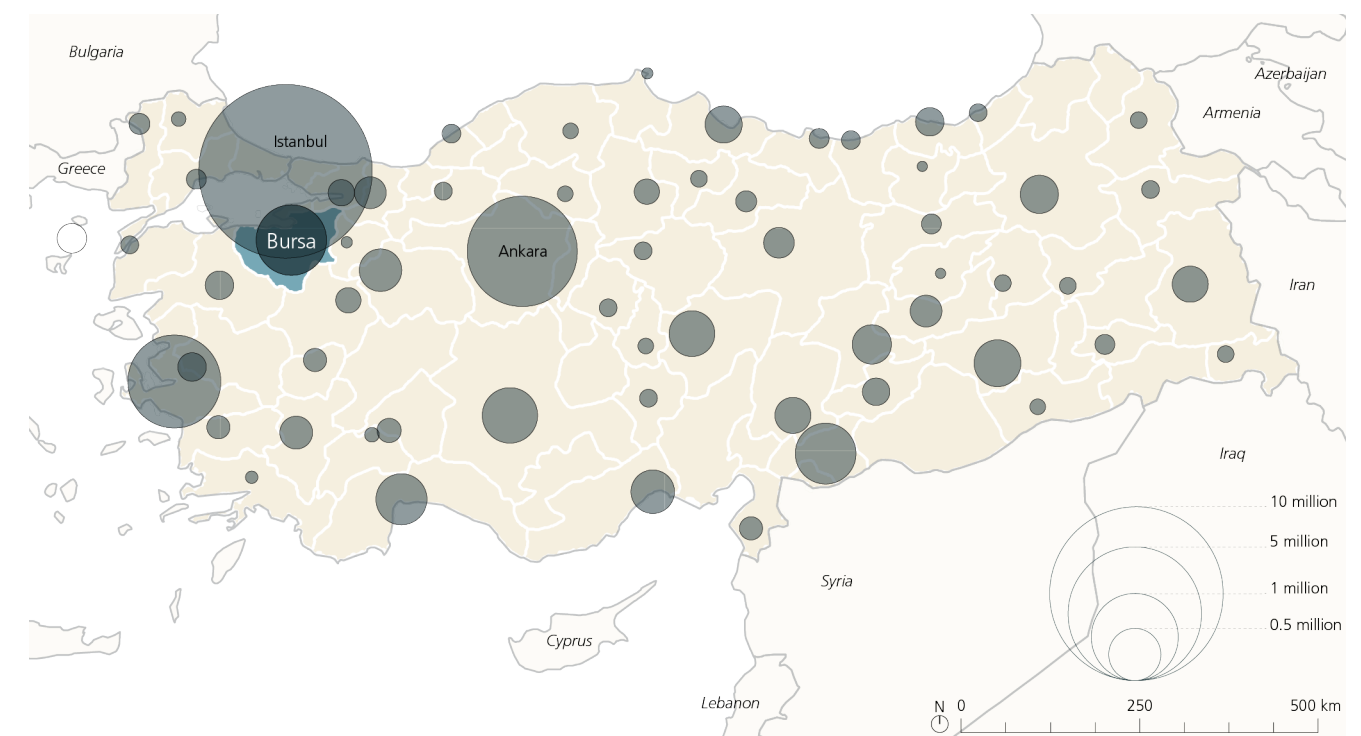 Bulgaria
Azerbaijan
Armenia
Istanbul
Greece
Bursa
Ankara
Iran
Iraq
10 million
5 million
Syria
1 million
0.5 million
Cyprus
Lebanon
N 0 250 500 km